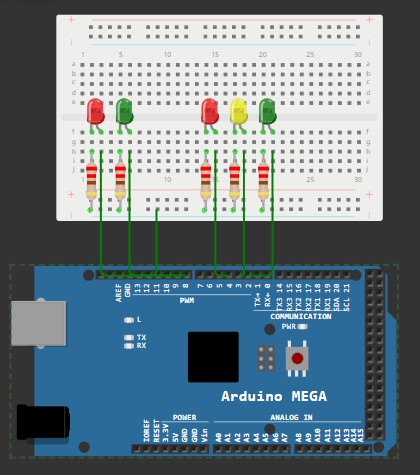 1 5 10 15 20 25 30
a a
b b
c c
d d
e e
f f
g g
h h
i i
j j
1 5 10 15 20 25 30
AREF GND 13 12 11 10 9 8 7 6 5 4 3 2 TX→1 RX←0 TX3 14 RX3 15 TX2 16 RX2 17 TX1 18 RX1 19 SDA 20 SCL 21
PWM
COMMUNICATION
L
PWR
TX
RX
Arduino MEGA
POWER ANALOG IN
IOREF RESET 3.3V 5V GND GND Vin A0 A1 A2 A3 A4 A5 A6 A7 A8 A9 A10 A11 A12 A13 A14 A15